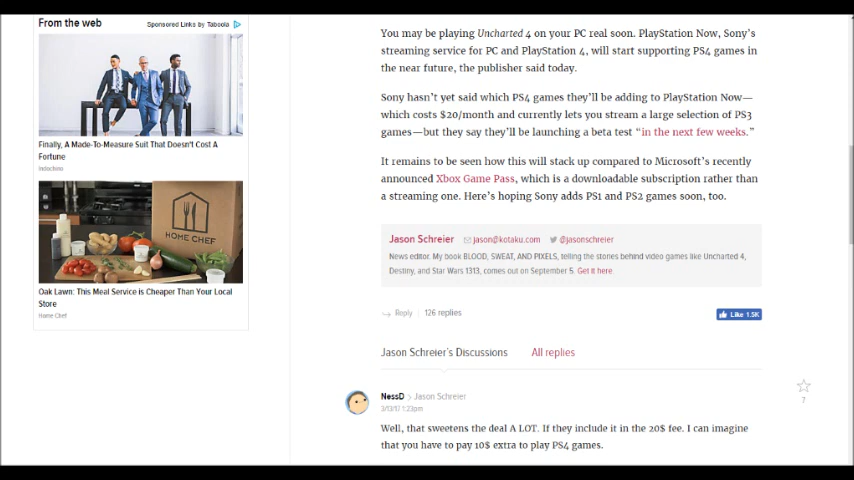 From the web
Sponsored Links by Taboola
Finally, A Made-To-Measure Suit That Doesn't Cost A
Fortune
Indochino
HOME CHEF
Oak Lawn: This Meal Service is Cheaper Than Your Local
Store
Home Chef
You may be playing Uncharted 4 on your PC real soon. PlayStation Now, Sony's
streaming service for PC and PlayStation 4, will start supporting PS4 games in
the near future, the publisher said today.
Sony hasn't yet said which PS4 games they'll be adding to PlayStation Now—
which costs $20/month and currently lets you stream a large selection of PS3
games—but they say they'll be launching a beta test "in the next few weeks."
It remains to be seen how this will stack up compared to Microsoft's recently
announced Xbox Game Pass, which is a downloadable subscription rather than
a streaming one. Here's hoping Sony adds PS1 and PS2 games soon, too.
Jason Schreier jason@kotaku.com @jasonschreier
News editor. My book BLOOD, SWEAT, AND PIXELS, telling the stories behind video games like Uncharted 4,
Destiny, and Star Wars 1313, comes out on September 5. Get it here.
Reply 126 replies
Like 1.5K
Jason Schreier's Discussions All replies
NessD > Jason Schreier
3/13/17 1:23pm
7
Well, that sweetens the deal A LOT. If they include it in the 20$ fee. I can imagine
that you have to pay 10$ extra to play PS4 games.